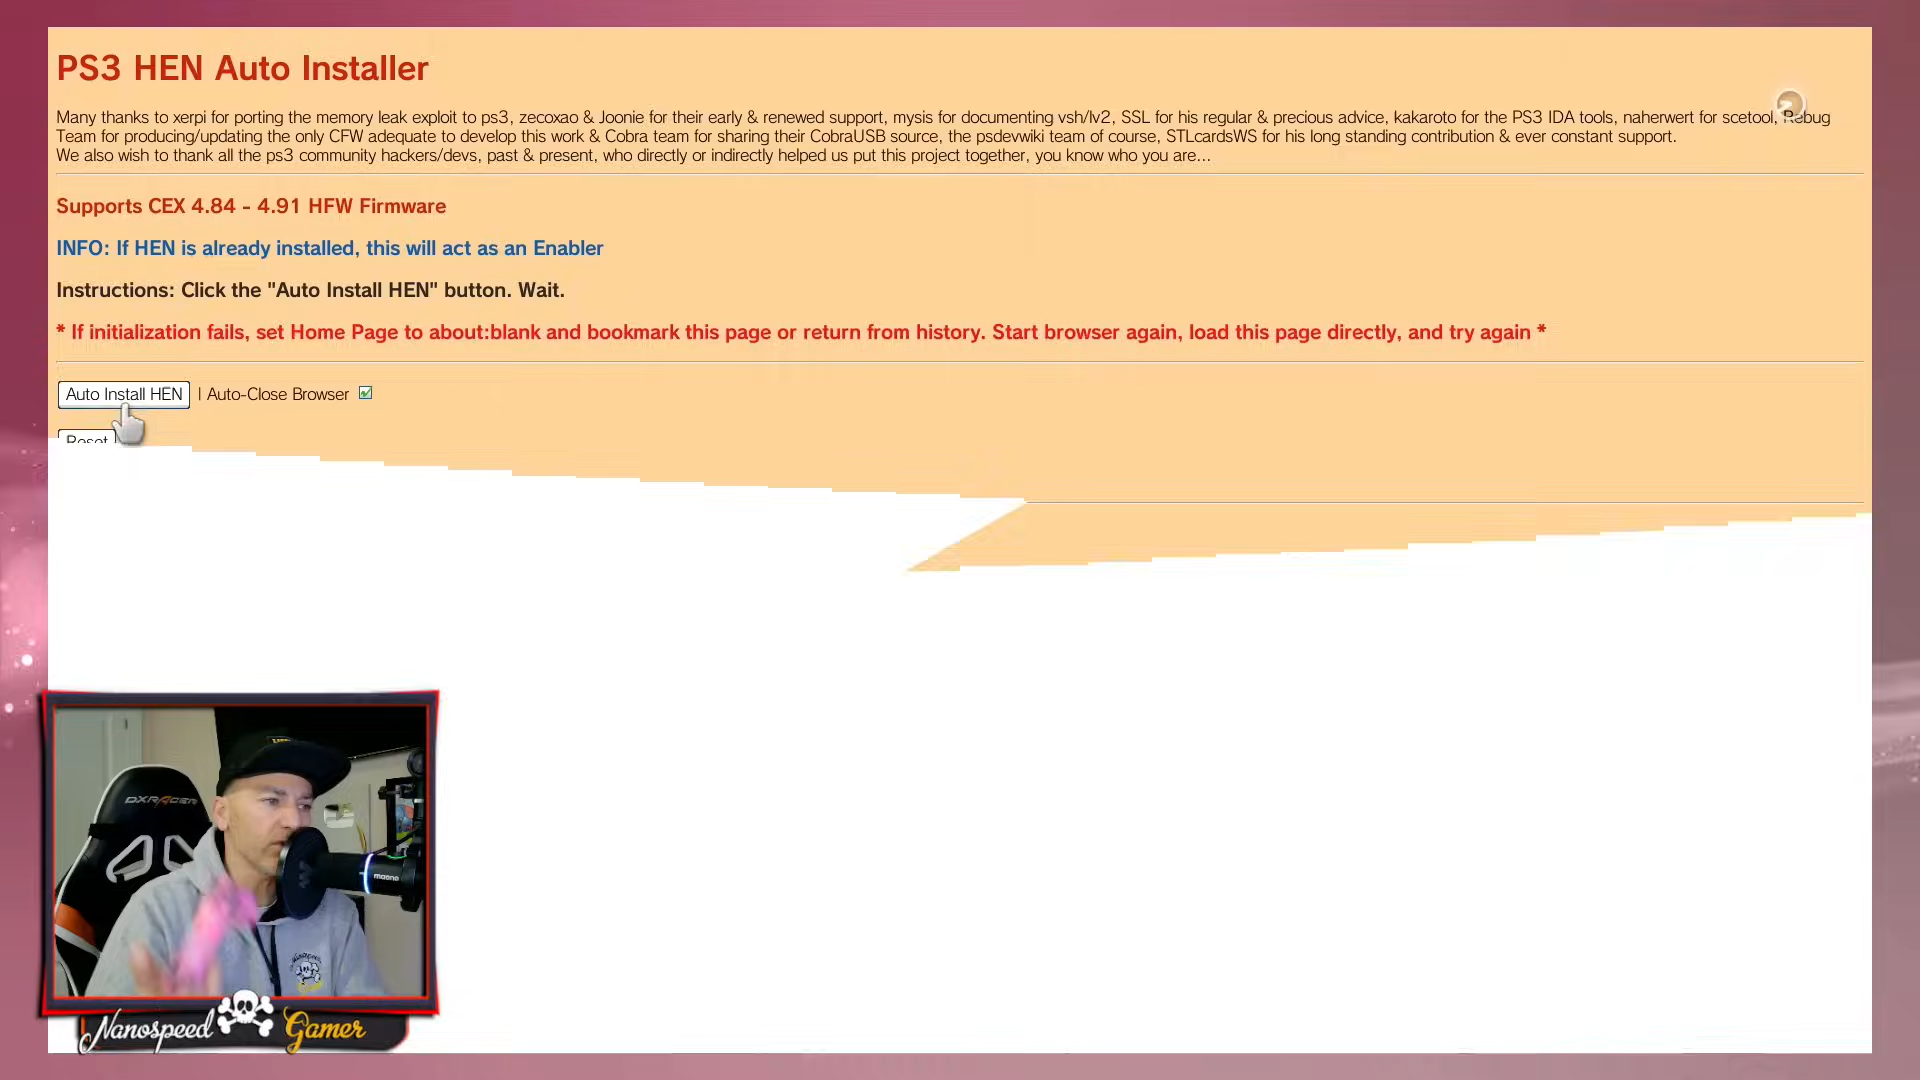 PS3 HEN Auto Installer
Many thanks to xerpi for porting the memory leak exploit to ps3, zecoxao & Joonie for their early & renewed support, mysis for documenting vsh/lv2, SSL for his regular & precious advice, kakaroto for the PS3 IDA tools, naherwert for scetool, Rebug
Team for producing/updating the only CFW adequate to develop this work & Cobra team for sharing their CobraUSB source, the psdevwiki team of course, STLcardsWS for his long standing contribution & ever constant support.
We also wish to thank all the ps3 community hackers/devs, past & present, who directly or indirectly helped us put this project together, you know who you are...
Supports CEX 4.84 - 4.91 HFW Firmware
INFO: If HEN is already installed, this will act as an Enabler
Instructions: Click the "Auto Install HEN" button. Wait.
* If initialization fails, set Home Page to about:blank and bookmark this page or return from history. Start browser again, load this page directly, and try again *
Auto Install HEN | Auto-Close Browser
Reset
DXRACER
maono
Nanospeed Gamer